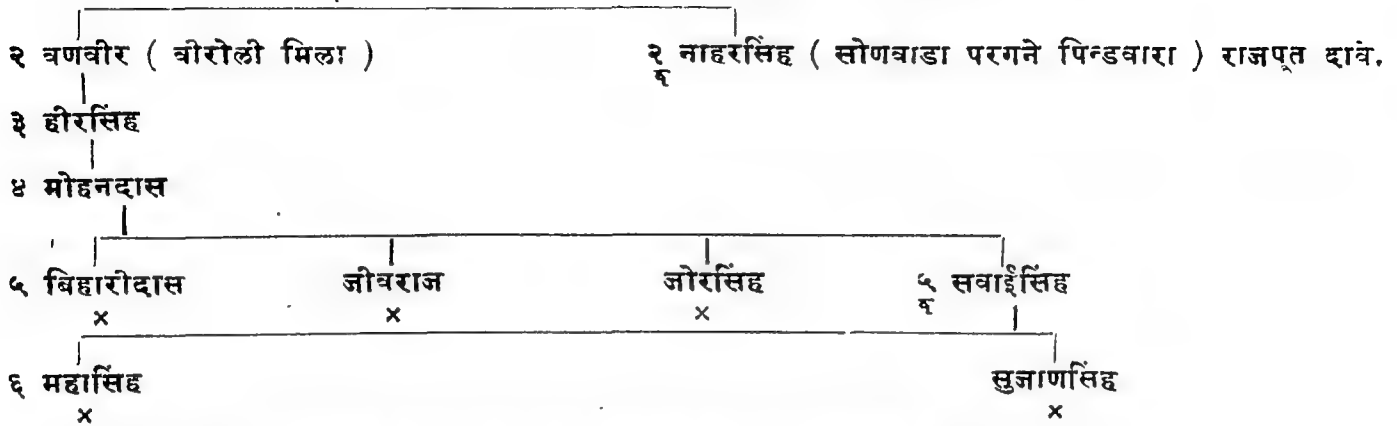 २ वणवीर ( वीरोली मिला ) २ नाहरसिंह ( सोणवाडा परगने पिन्डवारा ) राजपूत दावे.
३ हीरसिंह
४ मोहनदास
५ बिहारीदास जीवराज जोरसिंह ५ सवाईसिंह
× × ×
६ महासिंह सुजाणसिंह
× ×